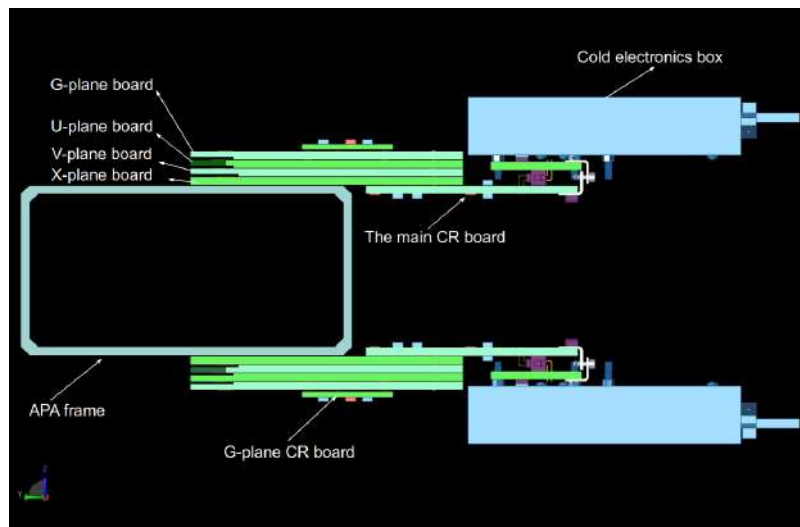 Cold electronics box
G-plane board
U-plane board
V-plane board
X-plane board
The main CR board
APA frame
G-plane CR board
Z
Y